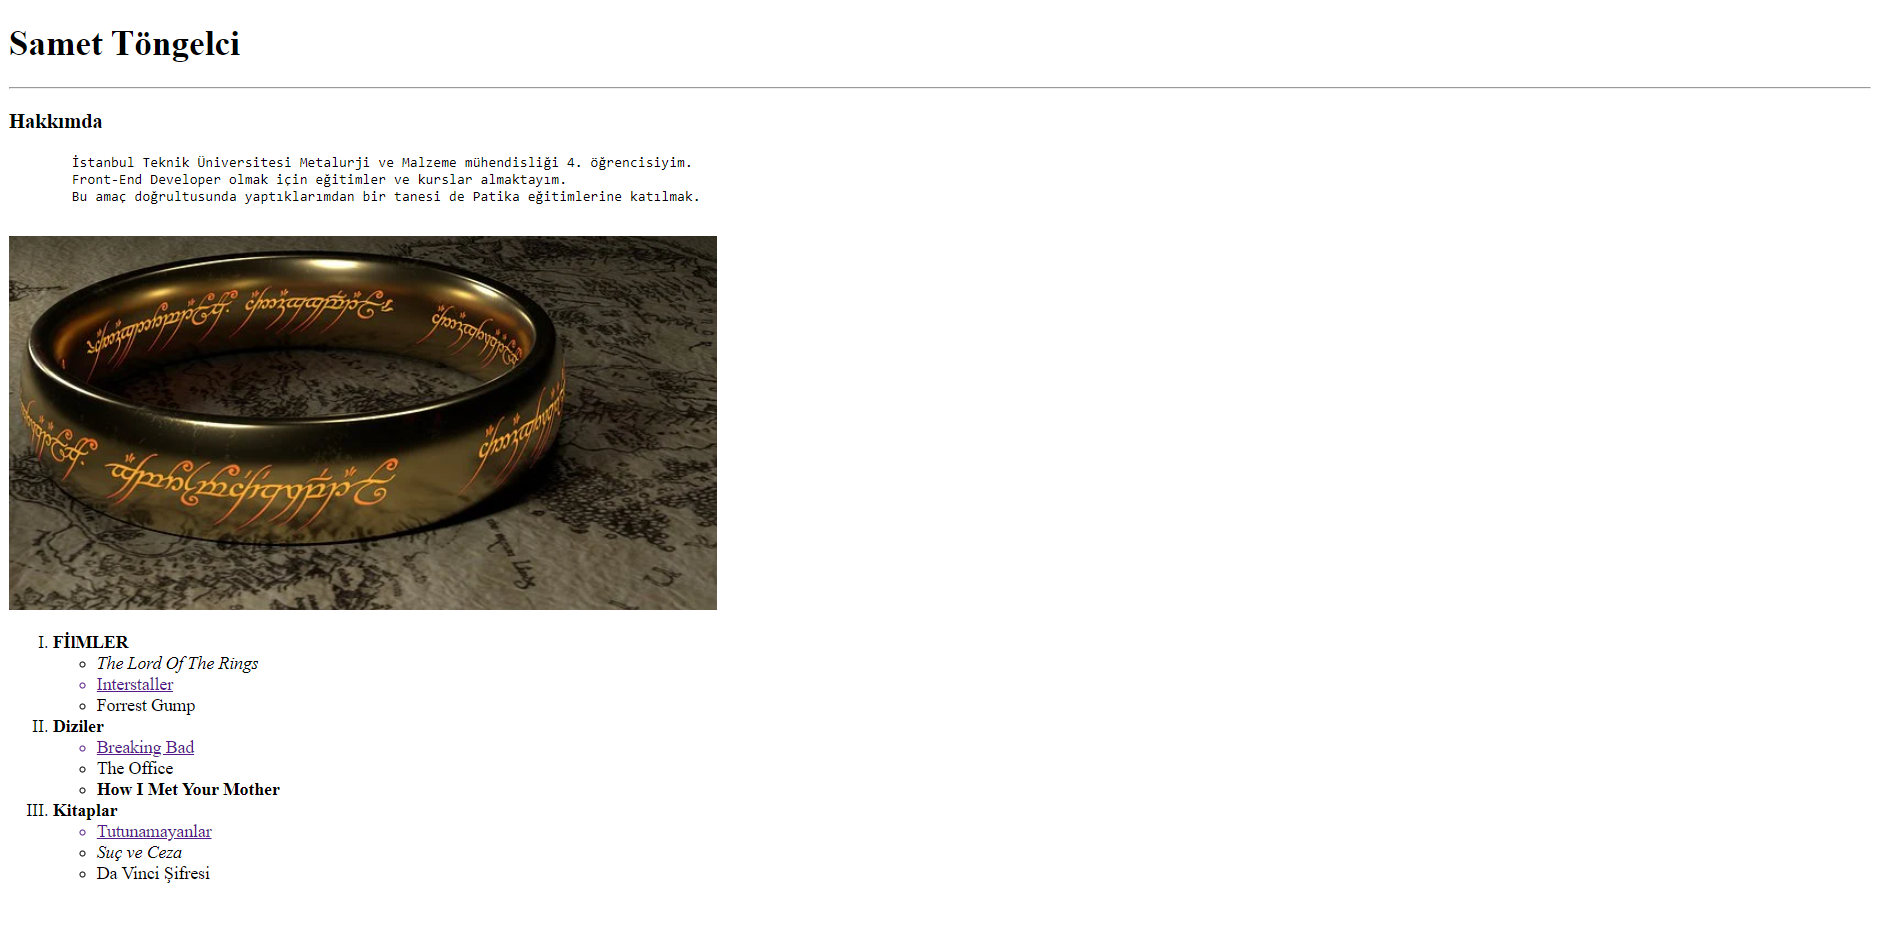 Samet Töngelci
Hakkımda
İstanbul Teknik Üniversitesi Metalurji ve Malzeme mühendisliği 4. öğrencisiyim.
Front-End Developer olmak için eğitimler ve kurslar almaktayım.
Bu amaç doğrultusunda yaptıklarımdan bir tanesi de Patika eğitimlerine katılmak.
I. FİlMLER
The Lord Of The Rings
Interstaller
Forrest Gump
II. Diziler
Breaking Bad
The Office
How I Met Your Mother
III. Kitaplar
Tutunamayanlar
Suç ve Ceza
Da Vinci Şifresi